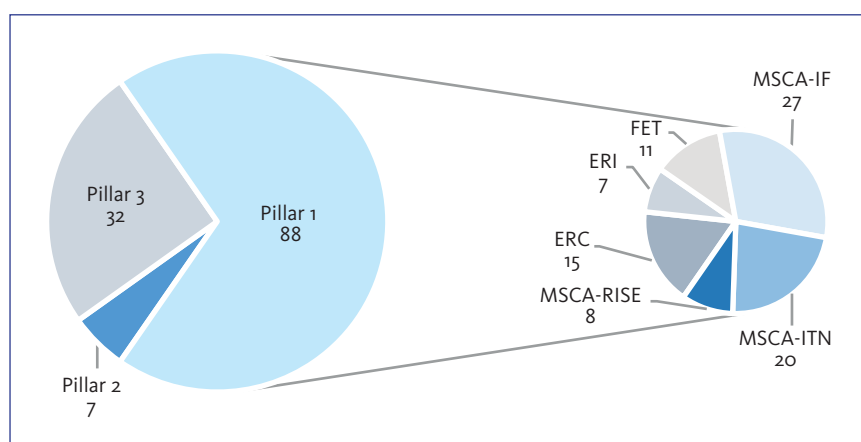 Pillar 1
88
Pillar 3
32
Pillar 2
7
MSCA-IF
27
FET
11
ERI
7
ERC
15
MSCA-RISE
8
MSCA-ITN
20